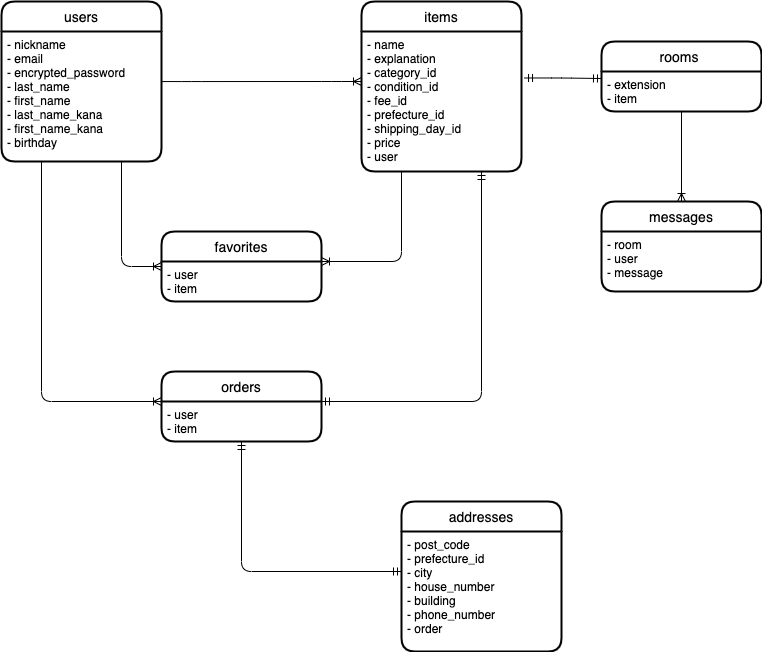 users
- nickname
- email
- encrypted_password
- last_name
- first_name
- last_name_kana
- first_name_kana
- birthday
items
- name
- explanation
- category_id
- condition_id
- fee_id
- prefecture_id
- shipping_day_id
- price
- user
rooms
- extension
- item
messages
- room
- user
- message
favorites
- user
- item
orders
- user
- item
addresses
- post_code
- prefecture_id
- city
- house_number
- building
- phone_number
- order